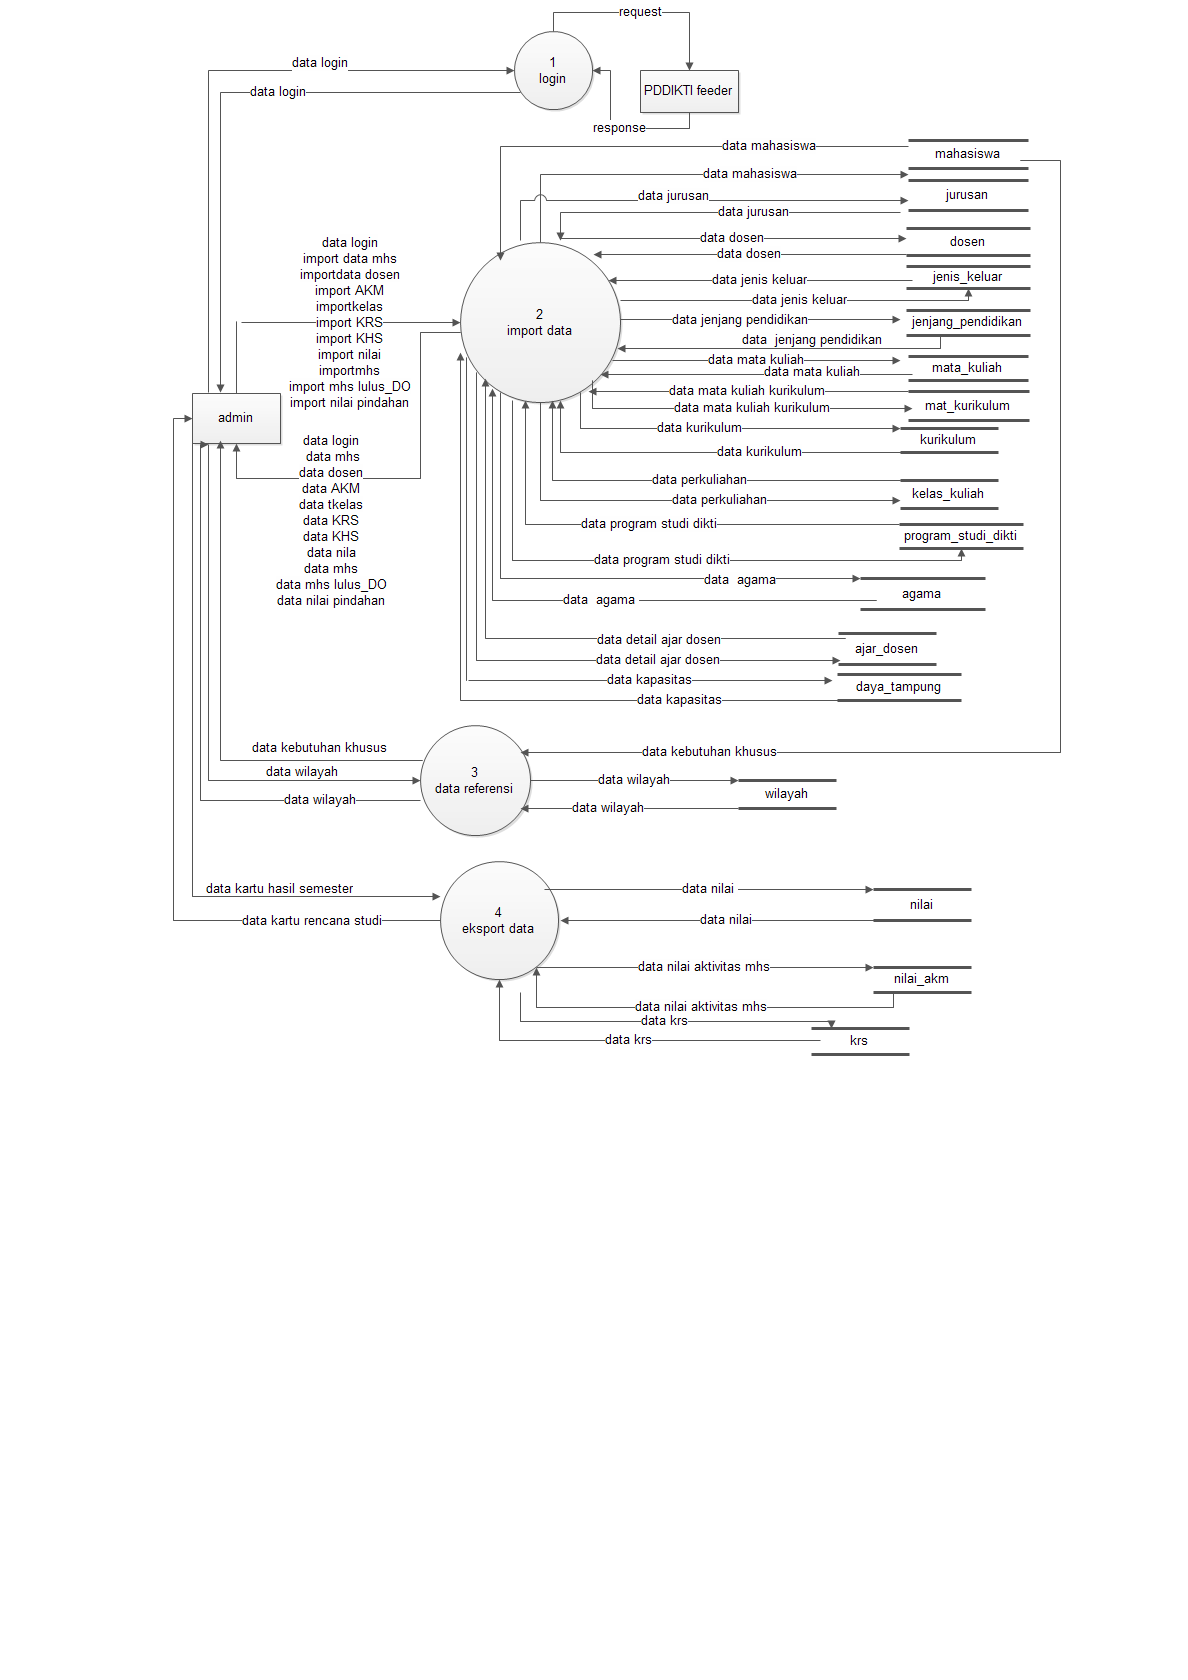 request
1
login
data login
data login
PDDIKTI feeder
response
data mahasiswa
mahasiswa
data mahasiswa
data jurusan
jurusan
data jurusan
data dosen
dosen
data dosen
data jenis keluar
jenis_keluar
data jenis keluar
data jenjang pendidikan
jenjang_pendidikan
data  jenjang pendidikan
data mata kuliah
mata_kuliah
data mata kuliah
data mata kuliah kurikulum
mat_kurikulum
data mata kuliah kurikulum
data kurikulum
kurikulum
data kurikulum
data perkuliahan
kelas_kuliah
data perkuliahan
data program studi dikti
program_studi_dikti
data program studi dikti
data  agama
agama
data  agama
data detail ajar dosen
ajar_dosen
data detail ajar dosen
data kapasitas
daya_tampung
data kapasitas
2
import data
data login
import data mhs
importdata dosen
import AKM
importkelas
import KRS
import KHS
import nilai
importmhs
import mhs lulus_DO
import nilai pindahan
admin
data login
data mhs
data dosen
data AKM
data tkelas
data KRS
data KHS
data nila
data mhs
data mhs lulus_DO
data nilai pindahan
data kebutuhan khusus
data kebutuhan khusus
data wilayah
3
data referensi
data wilayah
wilayah
data wilayah
data wilayah
data kartu hasil semester
data kartu rencana studi
4
eksport data
data nilai
nilai
data nilai
data nilai aktivitas mhs
nilai_akm
data nilai aktivitas mhs
data krs
krs
data krs